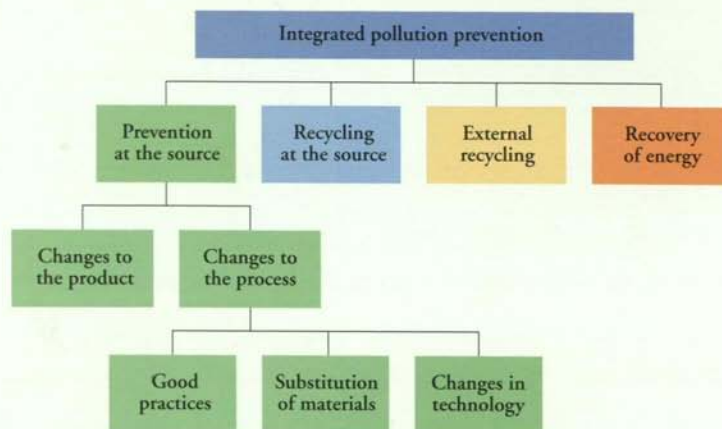 Integrated pollution prevention
Prevention
at the source
Recycling
at the source
External
recycling
Recovery
of energy
Changes to
the product
Changes to
the process
Good
practices
Substitution
of materials
Changes in
technology